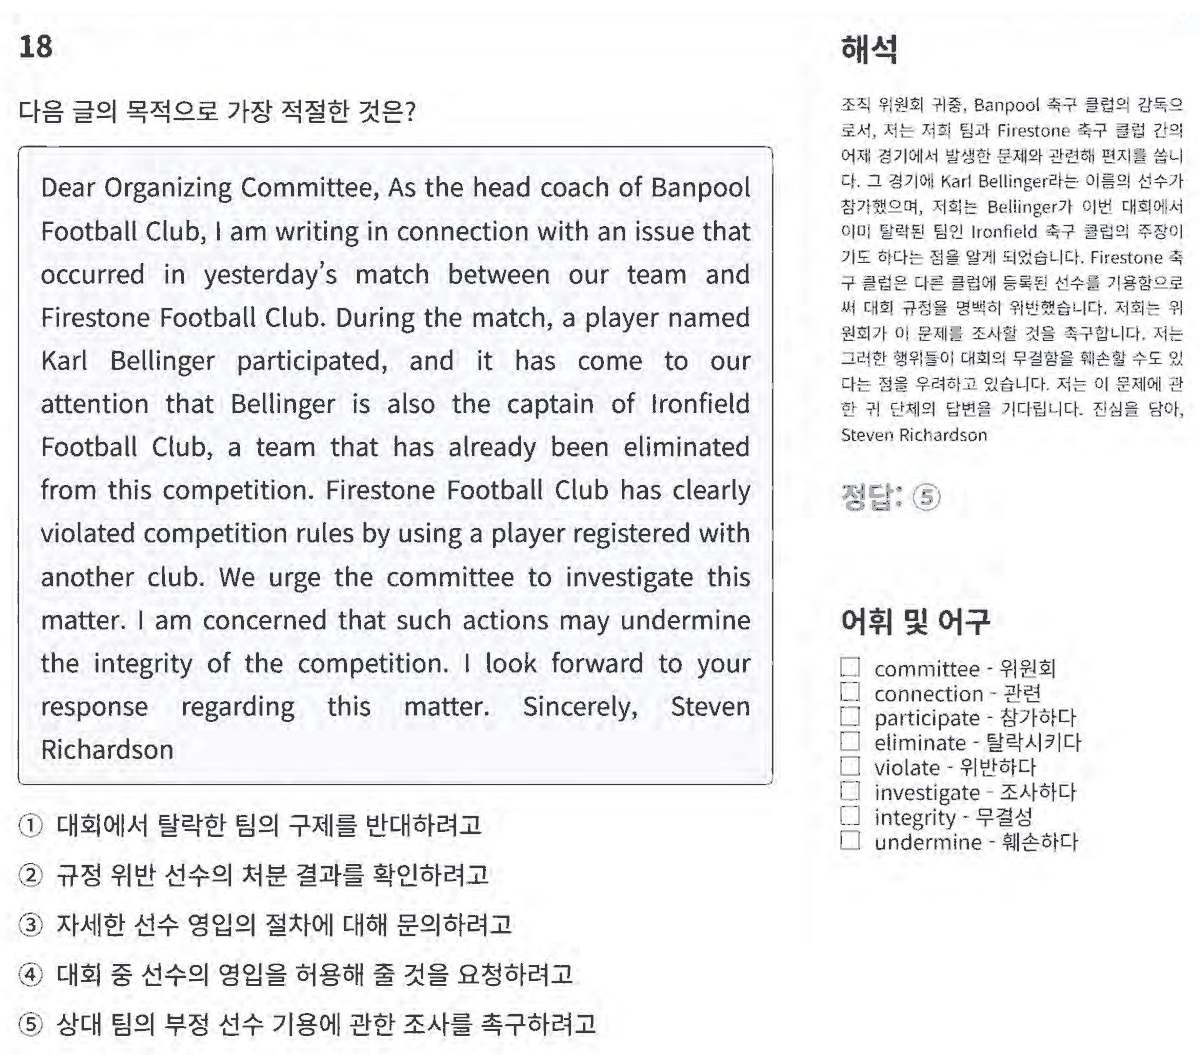 18
다음 글의 목적으로 가장 적절한 것은?
Dear Organizing Committee, As the head coach of Banpool
Football Club, I am writing in connection with an issue that
occurred in yesterday's match between our team and
Firestone Football Club. During the match, a player named
Karl Bellinger participated, and it has come to our
attention that Bellinger is also the captain of Ironfield
Football Club, a team that has already been eliminated
from this competition. Firestone Football Club has clearly
violated competition rules by using a player registered with
another club. We urge the committee to investigate this
matter. I am concerned that such actions may undermine
the integrity of the competition. I look forward to your
response regarding this matter. Sincerely, Steven
Richardson
① 대회에서 탈락한 팀의 구제를 반대하려고
② 규정 위반 선수의 처분 결과를 확인하려고
③ 자세한 선수 영입의 절차에 대해 문의하려고
④ 대회 중 선수의 영입을 허용해 줄 것을 요청하려고
⑤ 상대 팀의 부정 선수 기용에 관한 조사를 촉구하려고
해석
조직 위원회 귀중, Banpool 축구 클럽의 감독으
로서, 저는 저희 팀과 Firestone 축구 클럽 간의
어제 경기에서 발생한 문제와 관련해 편지를 씁니
다. 그 경기에 Karl Bellinger라는 이름의 선수가
참가했으며, 저희는 Bellinger가 이번 대회에서
이미 탈락된 팀인 Ironfield 축구 클럽의 주장이
기도 하다는 점을 알게 되었습니다. Firestone 축
구 클럽은 다른 클럽에 등록된 선수를 기용함으로
써 대회 규정을 명백히 위반했습니다. 저희는 위
원회가 이 문제를 조사할 것을 촉구합니다. 저는
그러한 행위들이 대회의 무결함을 훼손할 수도 있
다는 점을 우려하고 있습니다. 저는 이 문제에 관
한 귀 단체의 답변을 기다립니다. 진심을 담아,
Steven Richardson
정답: ⑤
어휘 및 어구
committee - 위원회
connection - 관련
participate - 참가하다
eliminate - 탈락시키다
violate - 위반하다
investigate - 조사하다
integrity - 무결성
undermine - 훼손하다